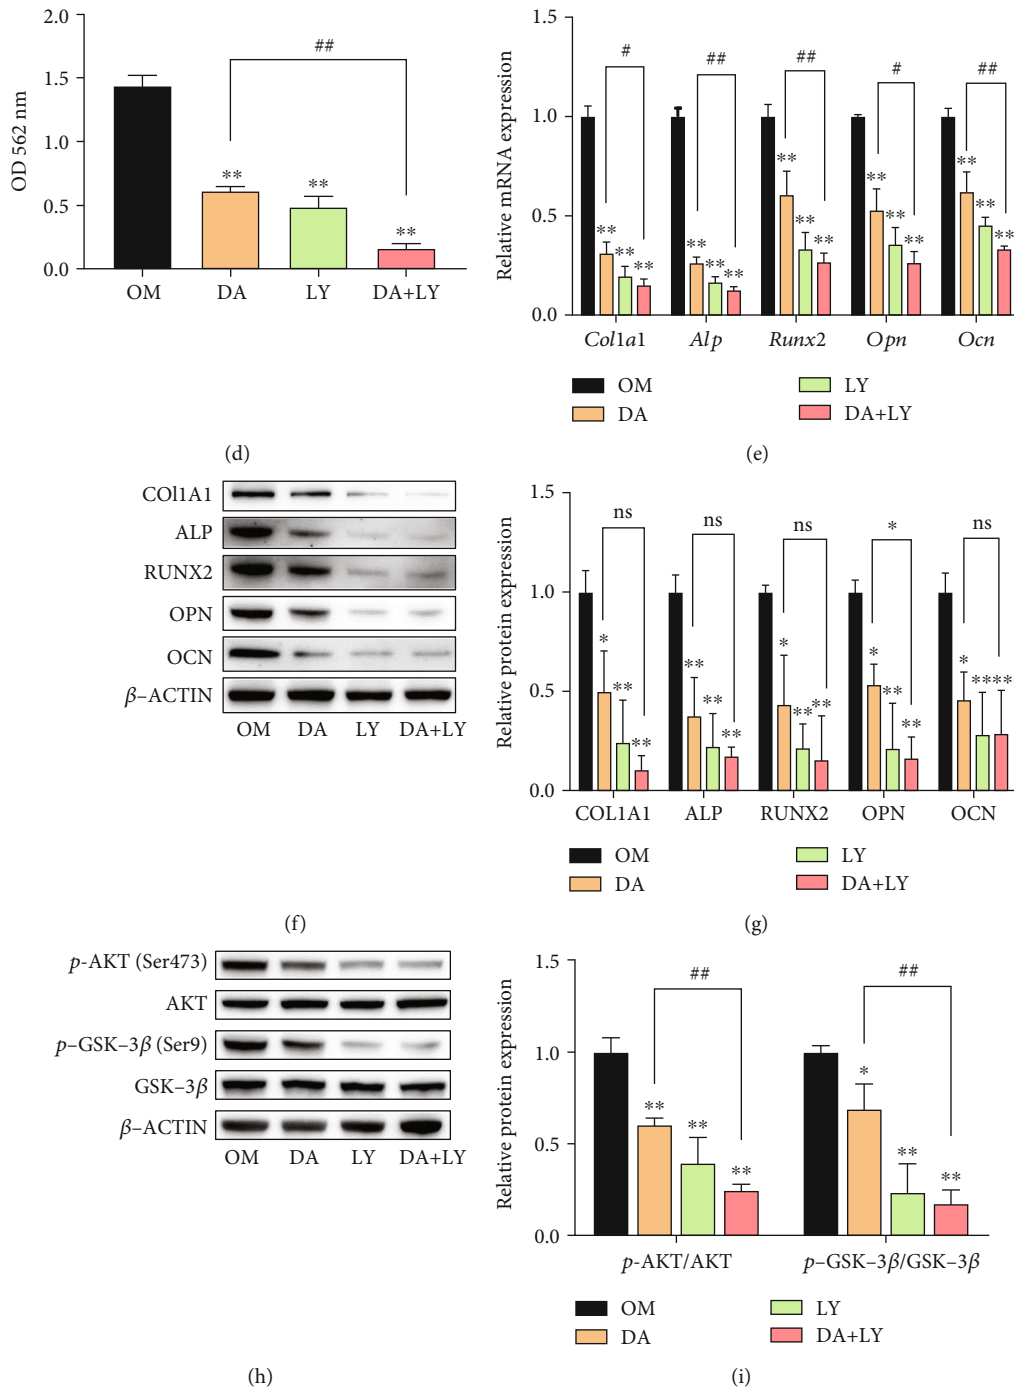 2.0
1.5
1.0
0.5
0.0
OD 562 nm
##
**
**
**
OM DA LY DA+LY
(d)
1.5
1.0
0.5
0.0
Relative mRNA expression
# ## ## # ##
** ** **
** ** **
** ** **
** ** **
** ** **
Col1a1 Alp Runx2 Opn Ocn
OM LY
DA DA+LY
(e)
COl1A1
ALP
RUNX2
OPN
OCN
β–ACTIN
OM DA LY DA+LY
(f)
1.5
1.0
0.5
0.0
Relative protein expression
ns ns ns * ns
* ** **
** ** **
* ** **
* ** **
* ** **
COL1A1 ALP RUNX2 OPN OCN
OM LY
DA DA+LY
(g)
p-AKT (Ser473)
AKT
p–GSK–3β (Ser9)
GSK–3β
β–ACTIN
OM DA LY DA+LY
(h)
1.5
1.0
0.5
0.0
Relative protein expression
## ##
** ** **
* ** **
p-AKT/AKT p–GSK–3β/GSK–3β
OM LY
DA DA+LY
(i)